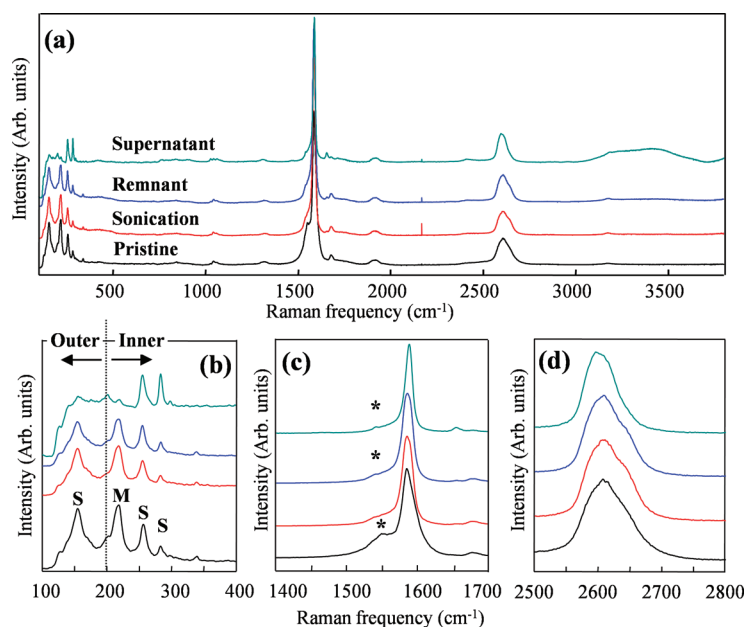 (a)
Intensity (Arb. units)
Supernatant
Remnant
Sonication
Pristine
500 1000 1500 2000 2500 3000 3500
Raman frequency (cm-1)
Outer Inner
(b)
Intensity (Arb. units)
S M S S
100 200 300 400
(c)
Intensity (Arb. units)
*
*
*
1400 1500 1600 1700
(d)
Intensity (Arb. units)
2500 2600 2700 2800
Raman frequency (cm-1)